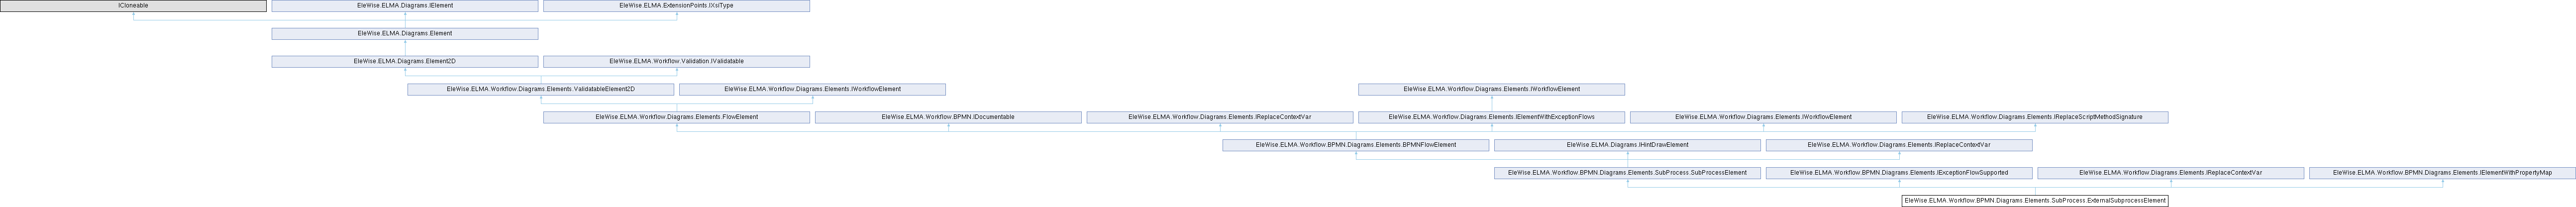 ICloneable
EleWise.ELMA.Diagrams.IElement
EleWise.ELMA.ExtensionPoints.IXsiType
EleWise.ELMA.Diagrams.Element
EleWise.ELMA.Diagrams.Element2D
EleWise.ELMA.Workflow.Validation.IValidatable
EleWise.ELMA.Workflow.Diagrams.Elements.ValidatableElement2D
EleWise.ELMA.Workflow.Diagrams.Elements.IWorkflowElement
EleWise.ELMA.Workflow.Diagrams.Elements.IWorkflowElement
EleWise.ELMA.Workflow.Diagrams.Elements.FlowElement
EleWise.ELMA.Workflow.BPMN.IDocumentable
EleWise.ELMA.Workflow.Diagrams.Elements.IReplaceContextVar
EleWise.ELMA.Workflow.Diagrams.Elements.IElementWithExceptionFlows
EleWise.ELMA.Workflow.Diagrams.Elements.IWorkflowElement
EleWise.ELMA.Workflow.Diagrams.Elements.IReplaceScriptMethodSignature
EleWise.ELMA.Workflow.BPMN.Diagrams.Elements.BPMNFlowElement
EleWise.ELMA.Diagrams.IHintDrawElement
EleWise.ELMA.Workflow.Diagrams.Elements.IReplaceContextVar
EleWise.ELMA.Workflow.BPMN.Diagrams.Elements.SubProcess.SubProcessElement
EleWise.ELMA.Workflow.BPMN.Diagrams.Elements.IExceptionFlowSupported
EleWise.ELMA.Workflow.Diagrams.Elements.IReplaceContextVar
EleWise.ELMA.Workflow.BPMN.Diagrams.Elements.IElementWithPropertyMap
EleWise.ELMA.Workflow.BPMN.Diagrams.Elements.SubProcess.ExternalSubprocessElement